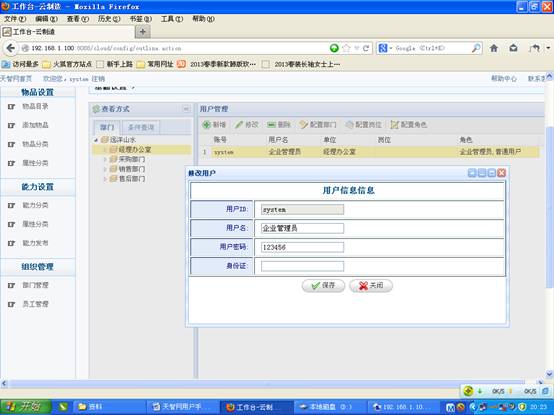 工作台-云制造 - Mozilla Firefox
文件(F) 编辑(E) 查看(V) 历史(S) 书签(B) 工具(T) 帮助(H)
工作台-云制造
192.168.1.100:8088/cloud/config/outline.action
Google <Ctrl+K>
访问最多 火狐官方站点 新手上路 常用网址 2013春季新款韩版欧... 2013春装长袖女士上...
天智网首页 欢迎您,system 注销 帮助中心 联系客
物品设置
物品目录
添加物品
物品分类
属性分类
能力设置
能力分类
属性分类
能力发布
组织管理
部门管理
员工管理
查看方式
部门 条件查询
远洋山水
经理办公室
采购部门
销售部门
售后部门
用户管理
新增 修改 删除 配置部门 配置岗位 配置角色
账号 用户名 单位 岗位 角色
1 system 企业管理员 经理办公室 企业管理员,普通用户
修改用户
用户信息信息
用户ID: system
用户名: 企业管理员
用户密码: 123456
身份证:
保存 关闭
0K/S 0K/S
开始 资料 天智网用户手... 工作台-云制... 本地磁盘 (D:) 192.168.1.10... 20:23